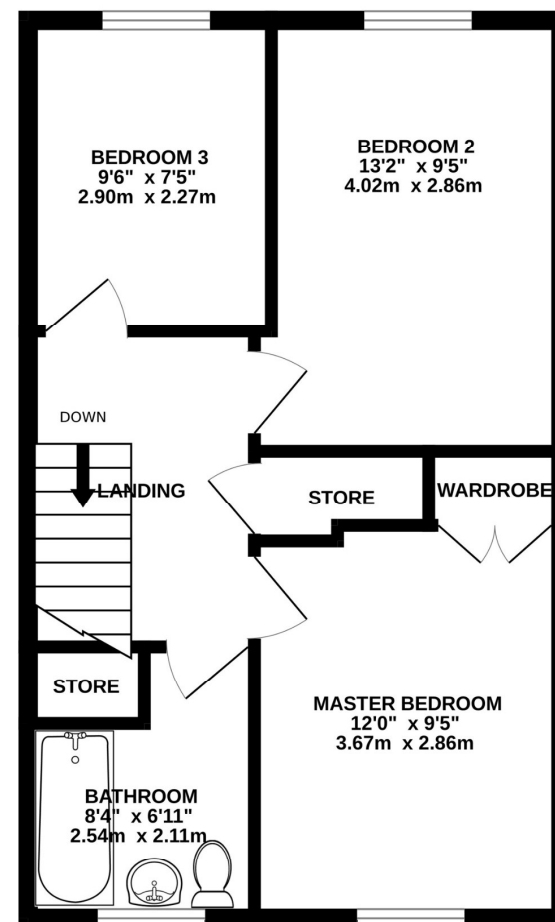 BEDROOM 3
9'6" x 7'5"
2.90m x 2.27m
BEDROOM 2
13'2" x 9'5"
4.02m x 2.86m
DOWN
LANDING
STORE
WARDROBE
STORE
MASTER BEDROOM
12'0" x 9'5"
3.67m x 2.86m
BATHROOM
8'4" x 6'11"
2.54m x 2.11m